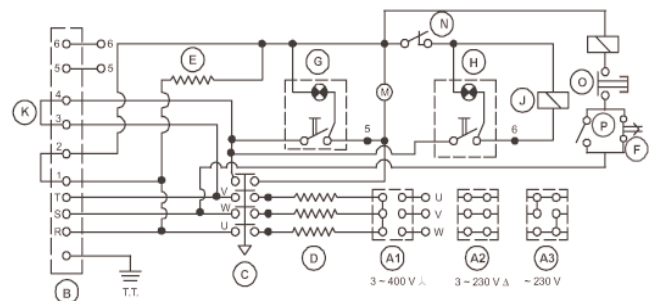 N
6 6
E G H
5 5
O
J
4
M
K P
3 5 6
F
2
1 V
T V U
S W V
R U W
D A1 A2 A3
C
B T.T. 3 ~ 400 V ⅄ 3 ~ 230 V Δ ~ 230 V